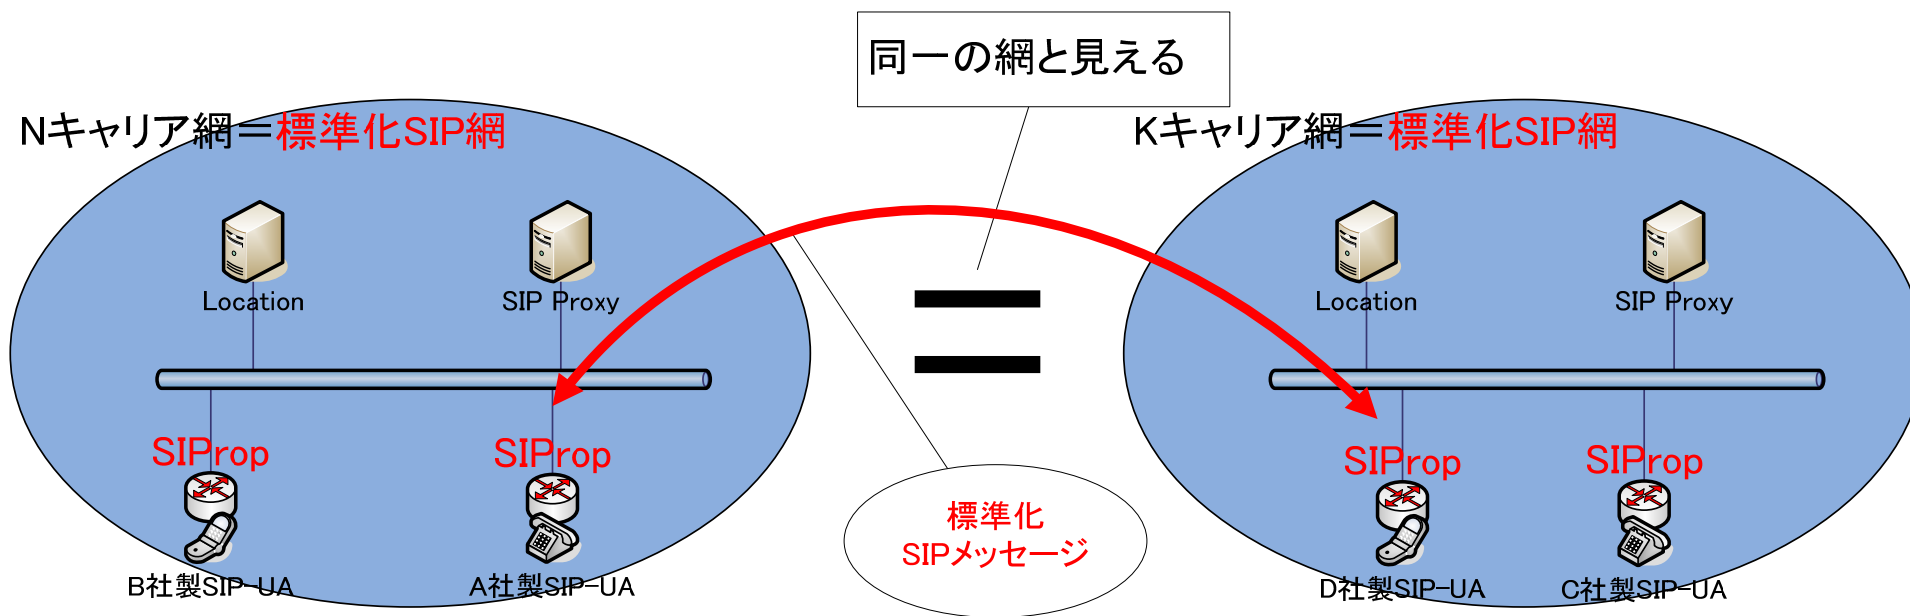 同一の網と見える
Nキャリア網＝標準化SIP網
Kキャリア網＝標準化SIP網
Location
SIP Proxy
Location
SIP Proxy
SIProp
SIProp
SIProp
SIProp
標準化
SIPメッセージ
B社製SIP-UA
A社製SIP-UA
D社製SIP-UA
C社製SIP-UA